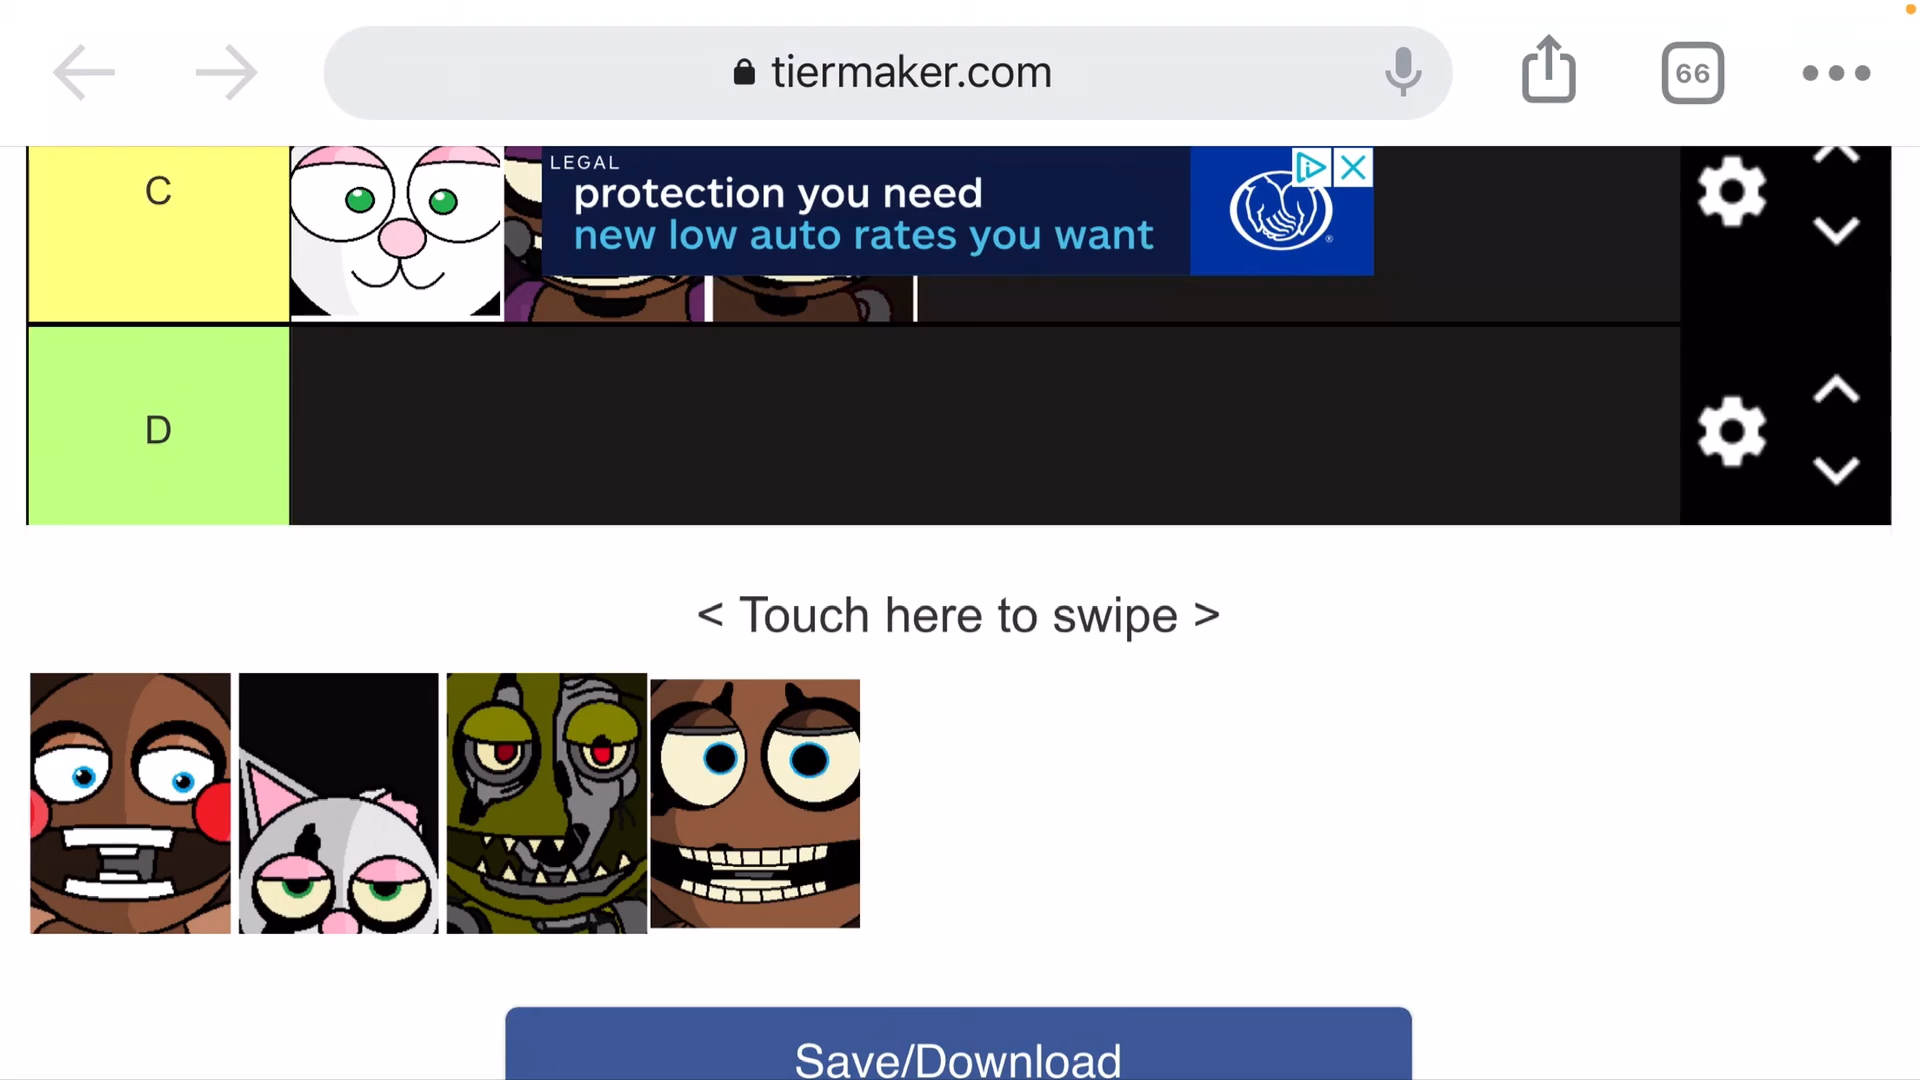 tiermaker.com
66
C
LEGAL
protection you need
new low auto rates you want
D
< Touch here to swipe >
Save/Download